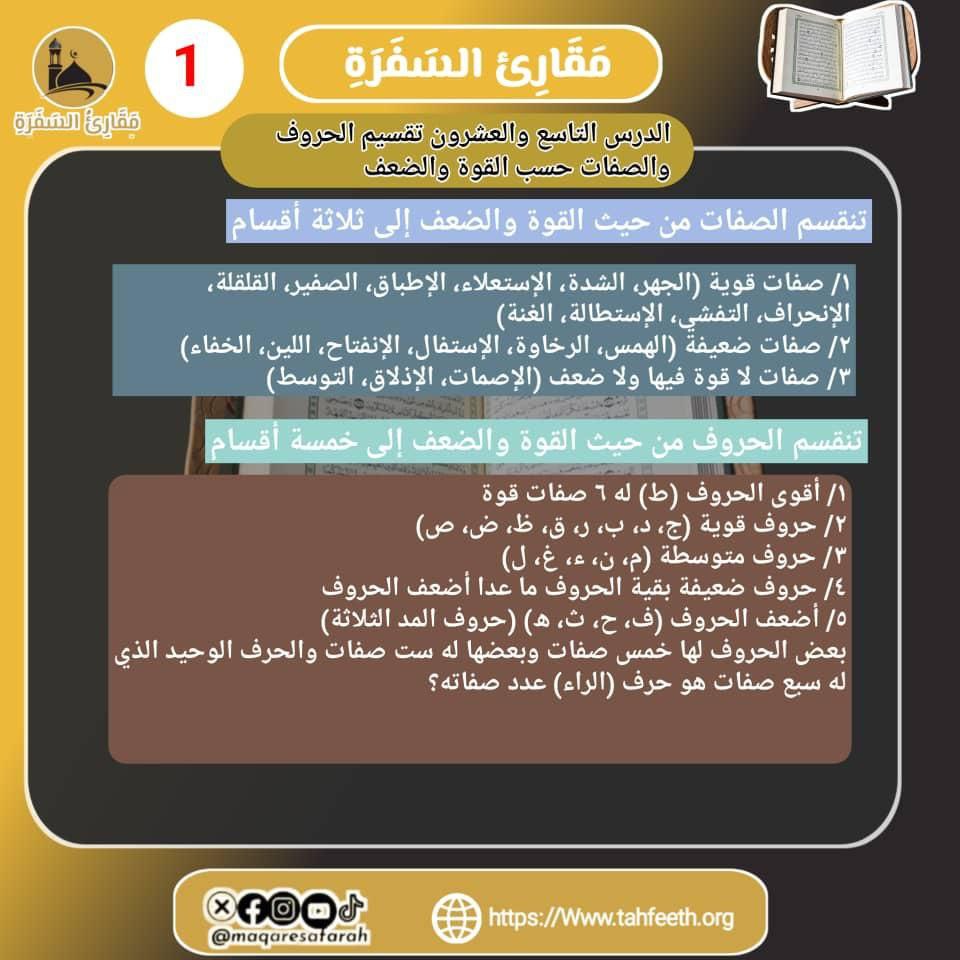 مَقَارِئ السَفَرَةِ
1
مَقَارِئُ السَفَرَةِ
الدرس التاسع والعشرون تقسيم الحروف
والصفات حسب القوة والضعف
تنقسم الصفات من حيث القوة والضعف إلى ثلاثة أقسام
١/ صفات قوية (الجهر، الشدة، الإستعلاء، الإطباق، الصفير، القلقلة،
الإنحراف، التفشي، الإستطالة، الغنة)
٢/ صفات ضعيفة (الهمس، الرخاوة، الإستفال، الإنفتاح، اللين، الخفاء)
٣/ صفات لا قوة فيها ولا ضعف (الإصمات، الإذلاق، التوسط)
تنقسم الحروف من حيث القوة والضعف إلى خمسة أقسام
١/ أقوى الحروف (ط) له ٦ صفات قوة
٢/ حروف قوية (ج، د، ب، ر، ق، ظ، ض، ص)
٣/ حروف متوسطة (م، ن، ء، غ، ل)
٤/ حروف ضعيفة بقية الحروف ما عدا أضعف الحروف
٥/ أضعف الحروف (ف، ح، ث، ه) (حروف المد الثلاثة)
بعض الحروف لها خمس صفات وبعضها له ست صفات والحرف الوحيد الذي
له سبع صفات هو حرف (الراء) عدد صفاته؟
@maqaresafarah
https://Www.tahfeeth.org